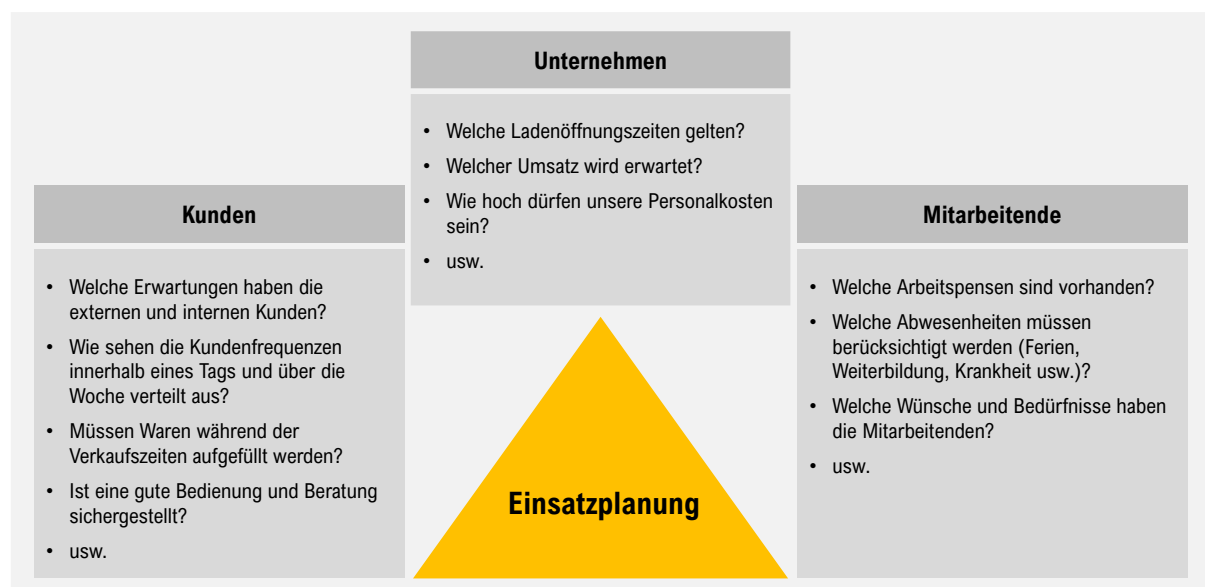 Unternehmen
• Welche Ladenöffnungszeiten gelten?
• Welcher Umsatz wird erwartet?
• Wie hoch dürfen unsere Personalkosten
sein?
• usw.
Kunden
• Welche Erwartungen haben die
externen und internen Kunden?
• Wie sehen die Kundenfrequenzen
innerhalb eines Tags und über die
Woche verteilt aus?
• Müssen Waren während der
Verkaufszeiten aufgefüllt werden?
• Ist eine gute Bedienung und Beratung
sichergestellt?
• usw.
Mitarbeitende
• Welche Arbeitspensen sind vorhanden?
• Welche Abwesenheiten müssen
berücksichtigt werden (Ferien,
Weiterbildung, Krankheit usw.)?
• Welche Wünsche und Bedürfnisse haben
die Mitarbeitenden?
• usw.
Einsatzplanung